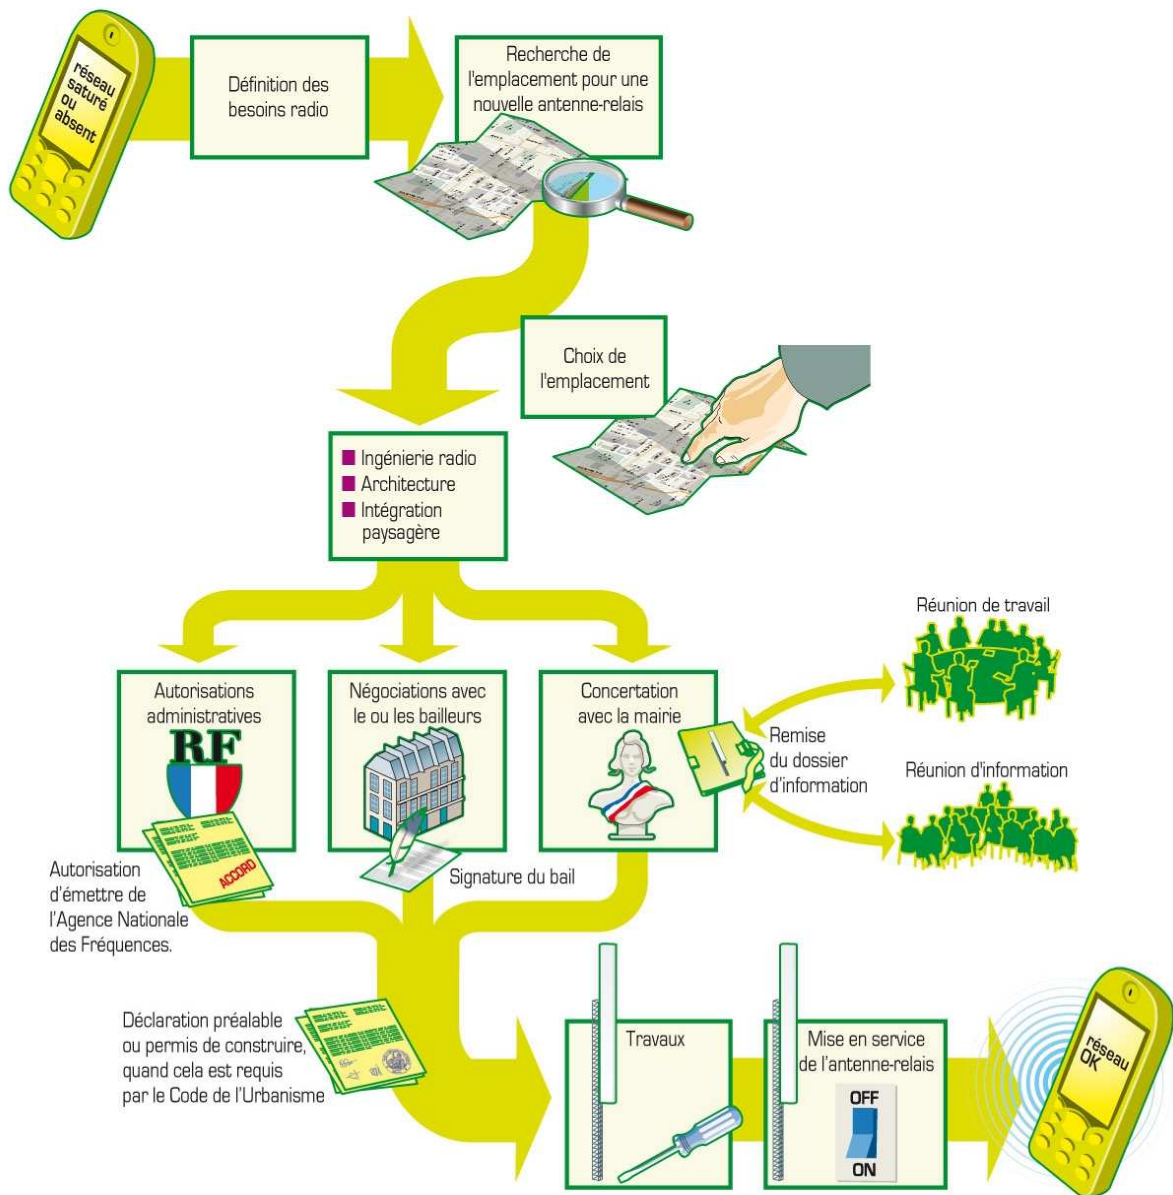 réseau
saturé
ou
absent
Définition des
besoins radio
Recherche de
l'emplacement pour une
nouvelle antenne-relais
Choix de
l'emplacement
Ingénierie radio
Architecture
Intégration
paysagère
Autorisations
administratives
RF
ACCORD
Autorisation
d'émettre de
l'Agence Nationale
des Fréquences.
Négociations avec
le ou les bailleurs
Signature du bail
Concertation
avec la mairie
Remise
du dossier
d'information
Réunion de travail
Réunion d'information
Déclaration préalable
ou permis de construire,
quand cela est requis
par le Code de l'Urbanisme
Travaux
Mise en service
de l'antenne-relais
OFF
ON
réseau
OK